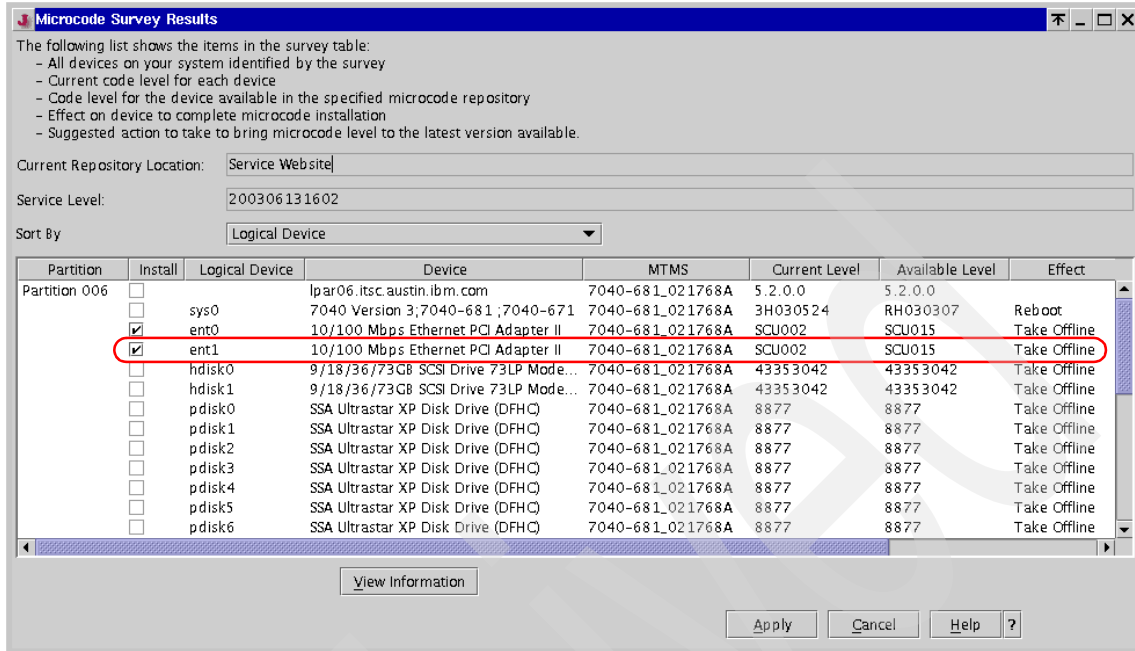 Microcode Survey Results
The following list shows the items in the survey table:
- All devices on your system identified by the survey
- Current code level for each device
- Code level for the device available in the specified microcode repository
- Effect on device to complete microcode installation
- Suggested action to take to bring microcode level to the latest version available.
Current Repository Location: Service Website
Service Level: 200306131602
Sort By Logical Device
Partition Install Logical Device Device MTMS Current Level Available Level Effect
Partition 006 lpar06.itsc.austin.ibm.com 7040-681_021768A 5.2.0.0 5.2.0.0
sys0 7040 Version 3;7040-681 ;7040-671 7040-681_021768A 3H030524 RH030307 Reboot
ent0 10/100 Mbps Ethernet PCI Adapter II 7040-681_021768A SCU002 SCU015 Take Offline
ent1 10/100 Mbps Ethernet PCI Adapter II 7040-681_021768A SCU002 SCU015 Take Offline
hdisk0 9/18/36/73GB SCSI Drive 73LP Mode... 7040-681_021768A 43353042 43353042 Take Offline
hdisk1 9/18/36/73GB SCSI Drive 73LP Mode... 7040-681_021768A 43353042 43353042 Take Offline
pdisk0 SSA Ultrastar XP Disk Drive (DFHC) 7040-681_021768A 8877 8877 Take Offline
pdisk1 SSA Ultrastar XP Disk Drive (DFHC) 7040-681_021768A 8877 8877 Take Offline
pdisk2 SSA Ultrastar XP Disk Drive (DFHC) 7040-681_021768A 8877 8877 Take Offline
pdisk3 SSA Ultrastar XP Disk Drive (DFHC) 7040-681_021768A 8877 8877 Take Offline
pdisk4 SSA Ultrastar XP Disk Drive (DFHC) 7040-681_021768A 8877 8877 Take Offline
pdisk5 SSA Ultrastar XP Disk Drive (DFHC) 7040-681_021768A 8877 8877 Take Offline
pdisk6 SSA Ultrastar XP Disk Drive (DFHC) 7040-681_021768A 8877 8877 Take Offline
View Information
Apply Cancel Help ?